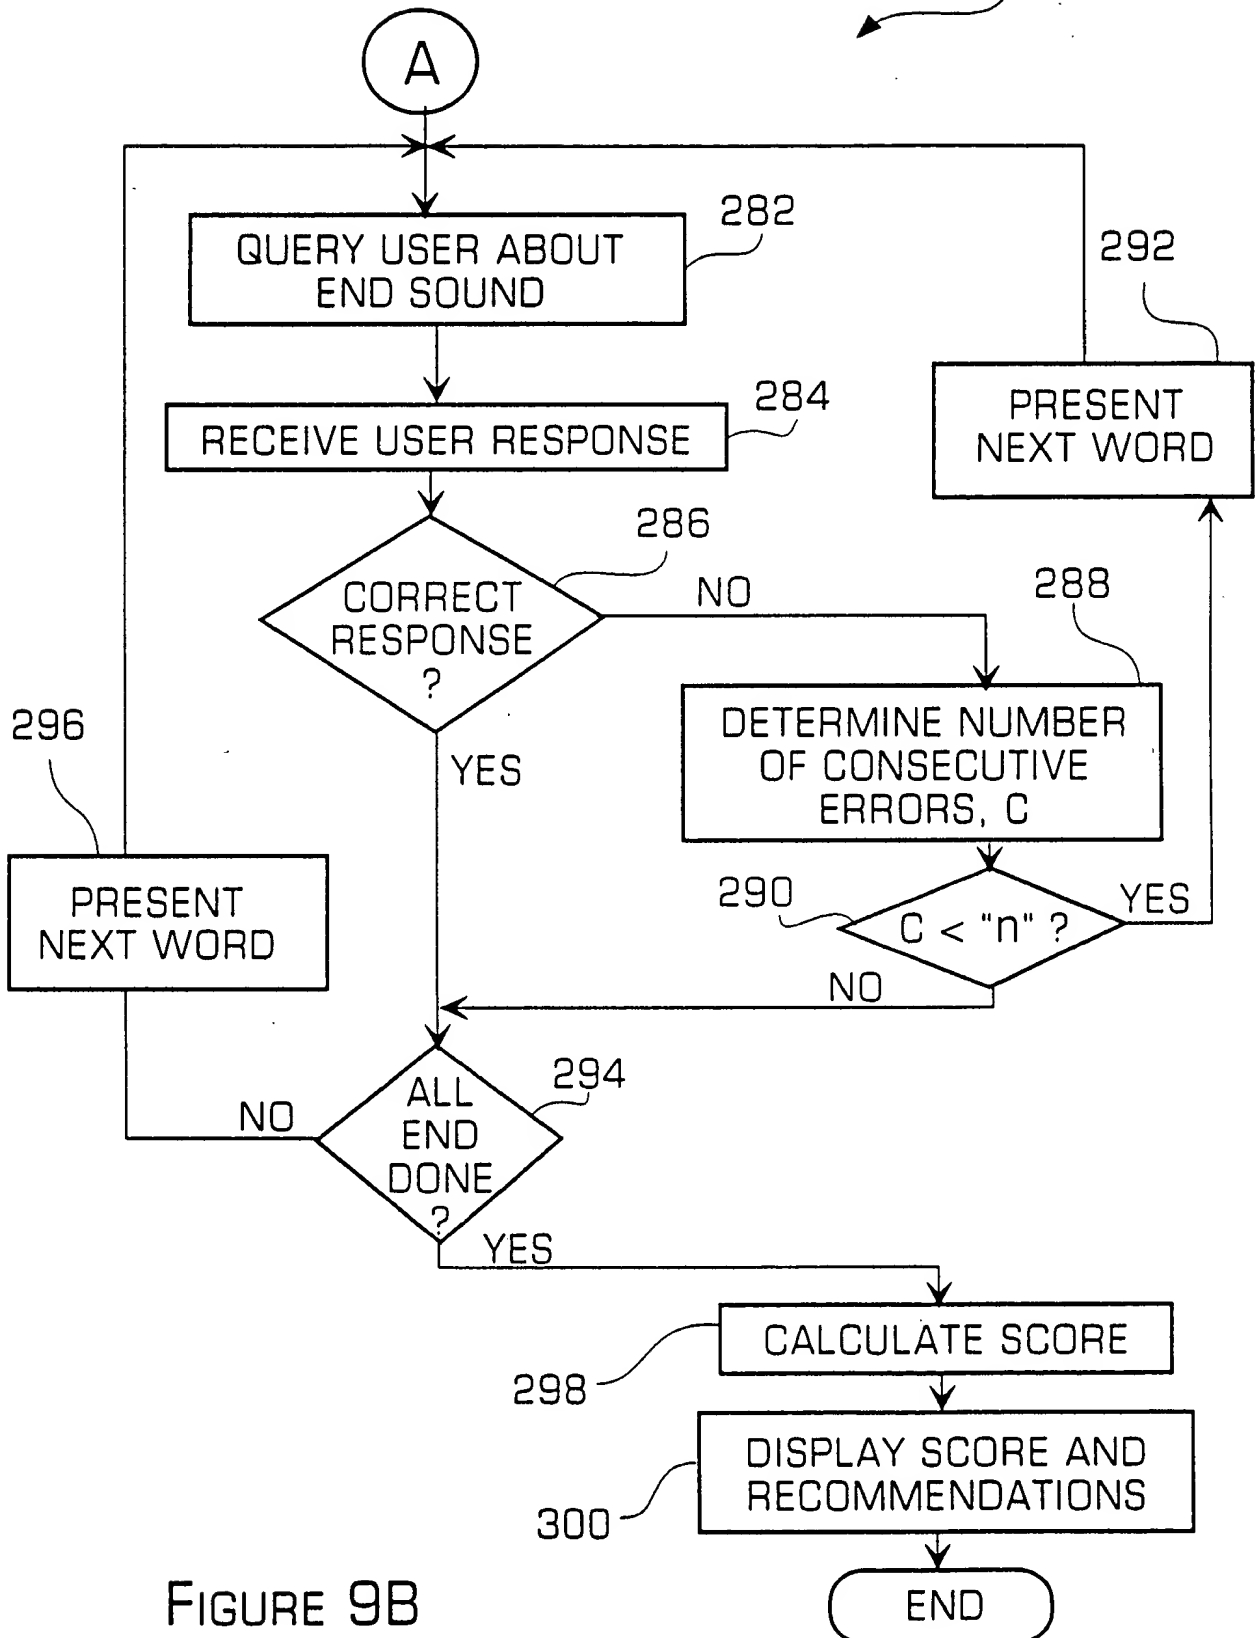 A
282
QUERY USER ABOUT
END SOUND
292
284
RECEIVE USER RESPONSE
PRESENT
NEXT WORD
286
CORRECT
RESPONSE
?
NO
288
DETERMINE NUMBER
OF CONSECUTIVE
ERRORS, C
296
YES
PRESENT
NEXT WORD
290
C < "n" ?
YES
NO
294
ALL
END
DONE
?
NO
YES
298
CALCULATE SCORE
300
DISPLAY SCORE AND
RECOMMENDATIONS
END
FIGURE 9B